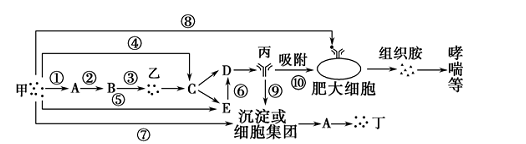 ⑧
④ 丙 吸附 组织胺 哮喘等
甲 ① A ② B ③ 乙 C D ⑩ 肥大细胞
⑤ E ⑥ ⑨
⑦ 沉淀或
细胞集团 A 丁